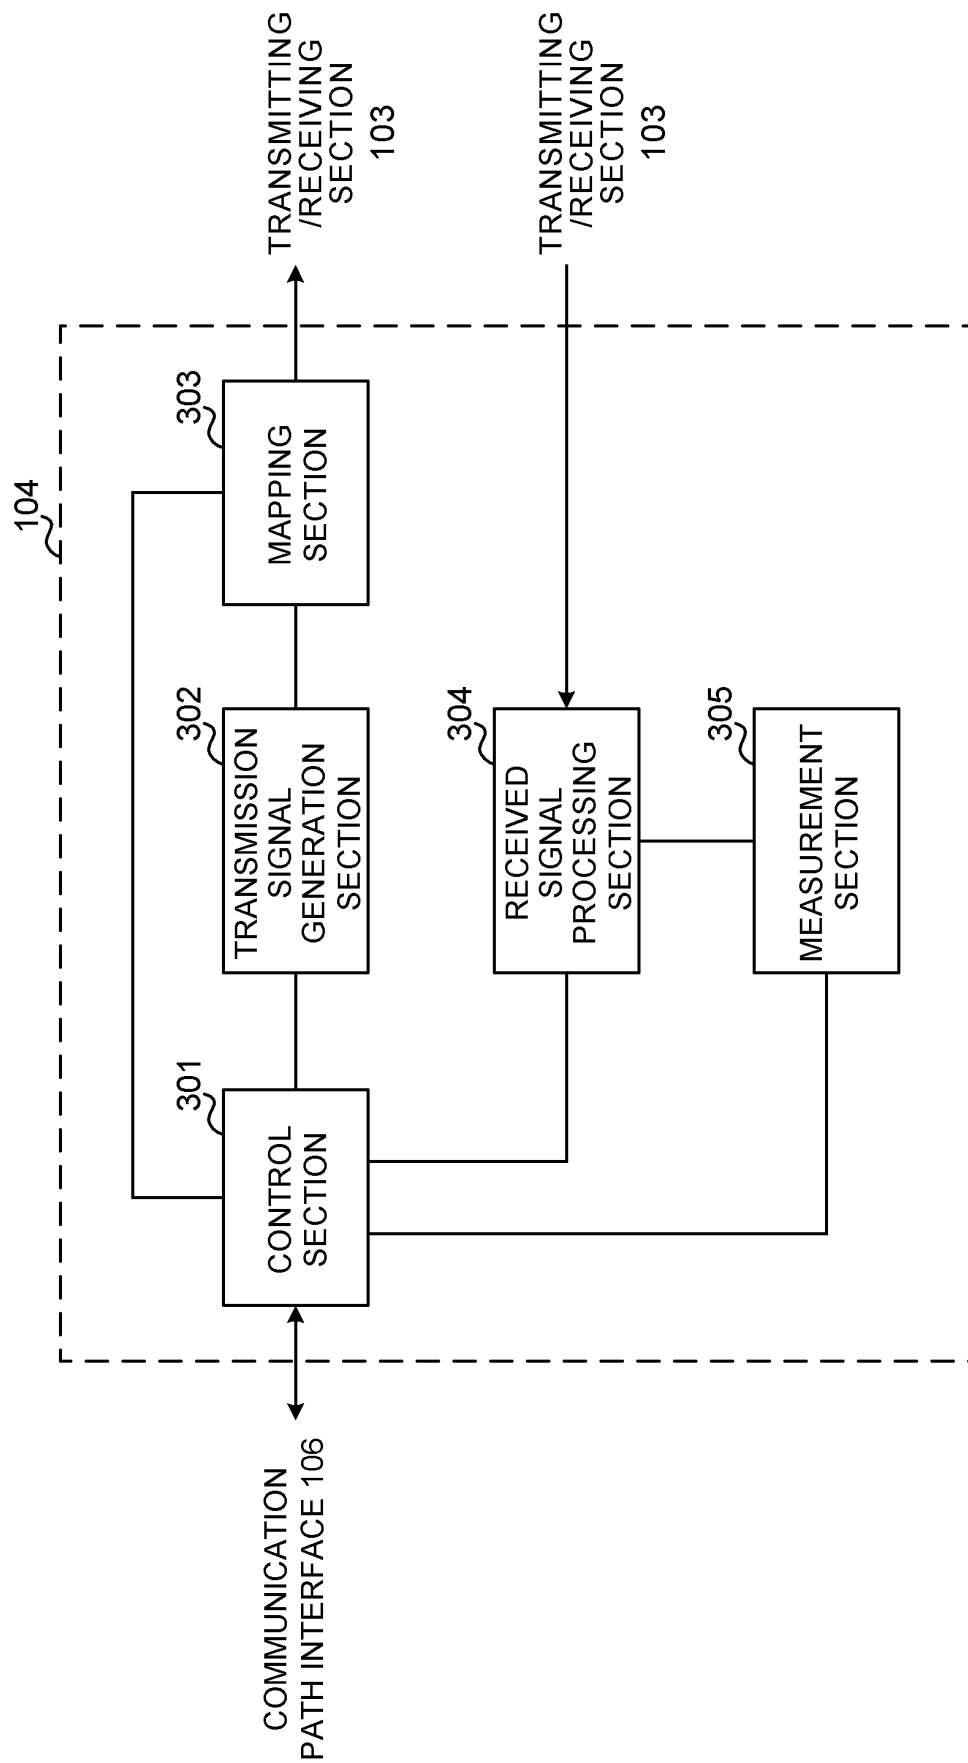 104
COMMUNICATION
PATH INTERFACE 106
301
CONTROL
SECTION
302
TRANSMISSION
SIGNAL
GENERATION
SECTION
303
MAPPING
SECTION
TRANSMITTING
/RECEIVING
SECTION
103
304
RECEIVED
SIGNAL
PROCESSING
SECTION
TRANSMITTING
/RECEIVING
SECTION
103
305
MEASUREMENT
SECTION